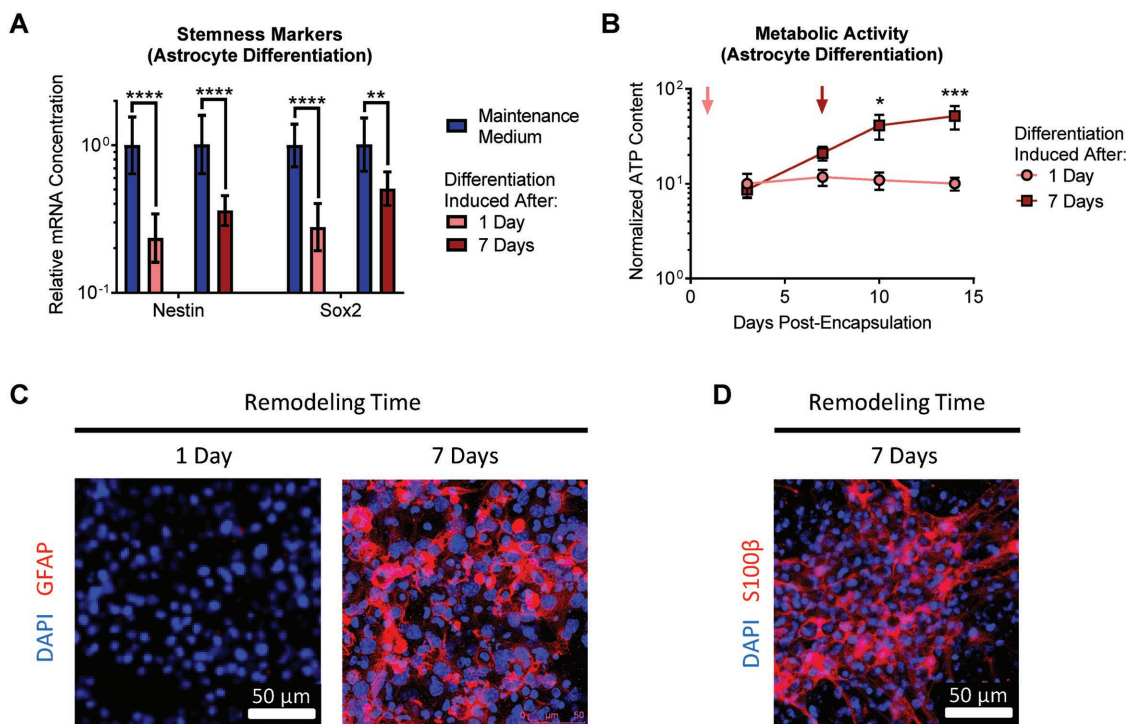 A
Stemness Markers
(Astrocyte Differentiation)
Relative mRNA Concentration
10⁰
10⁻¹
****
****
****
**
Nestin
Sox2
Maintenance
Medium
Differentiation
Induced After:
1 Day
7 Days
B
Metabolic Activity
(Astrocyte Differentiation)
Normalized ATP Content
10²
10¹
10⁰
*
***
0
5
10
15
Days Post-Encapsulation
Differentiation
Induced After:
1 Day
7 Days
C
Remodeling Time
1 Day
7 Days
DAPI GFAP
50 µm
0 µm 50
D
Remodeling Time
7 Days
DAPI S100β
50 µm